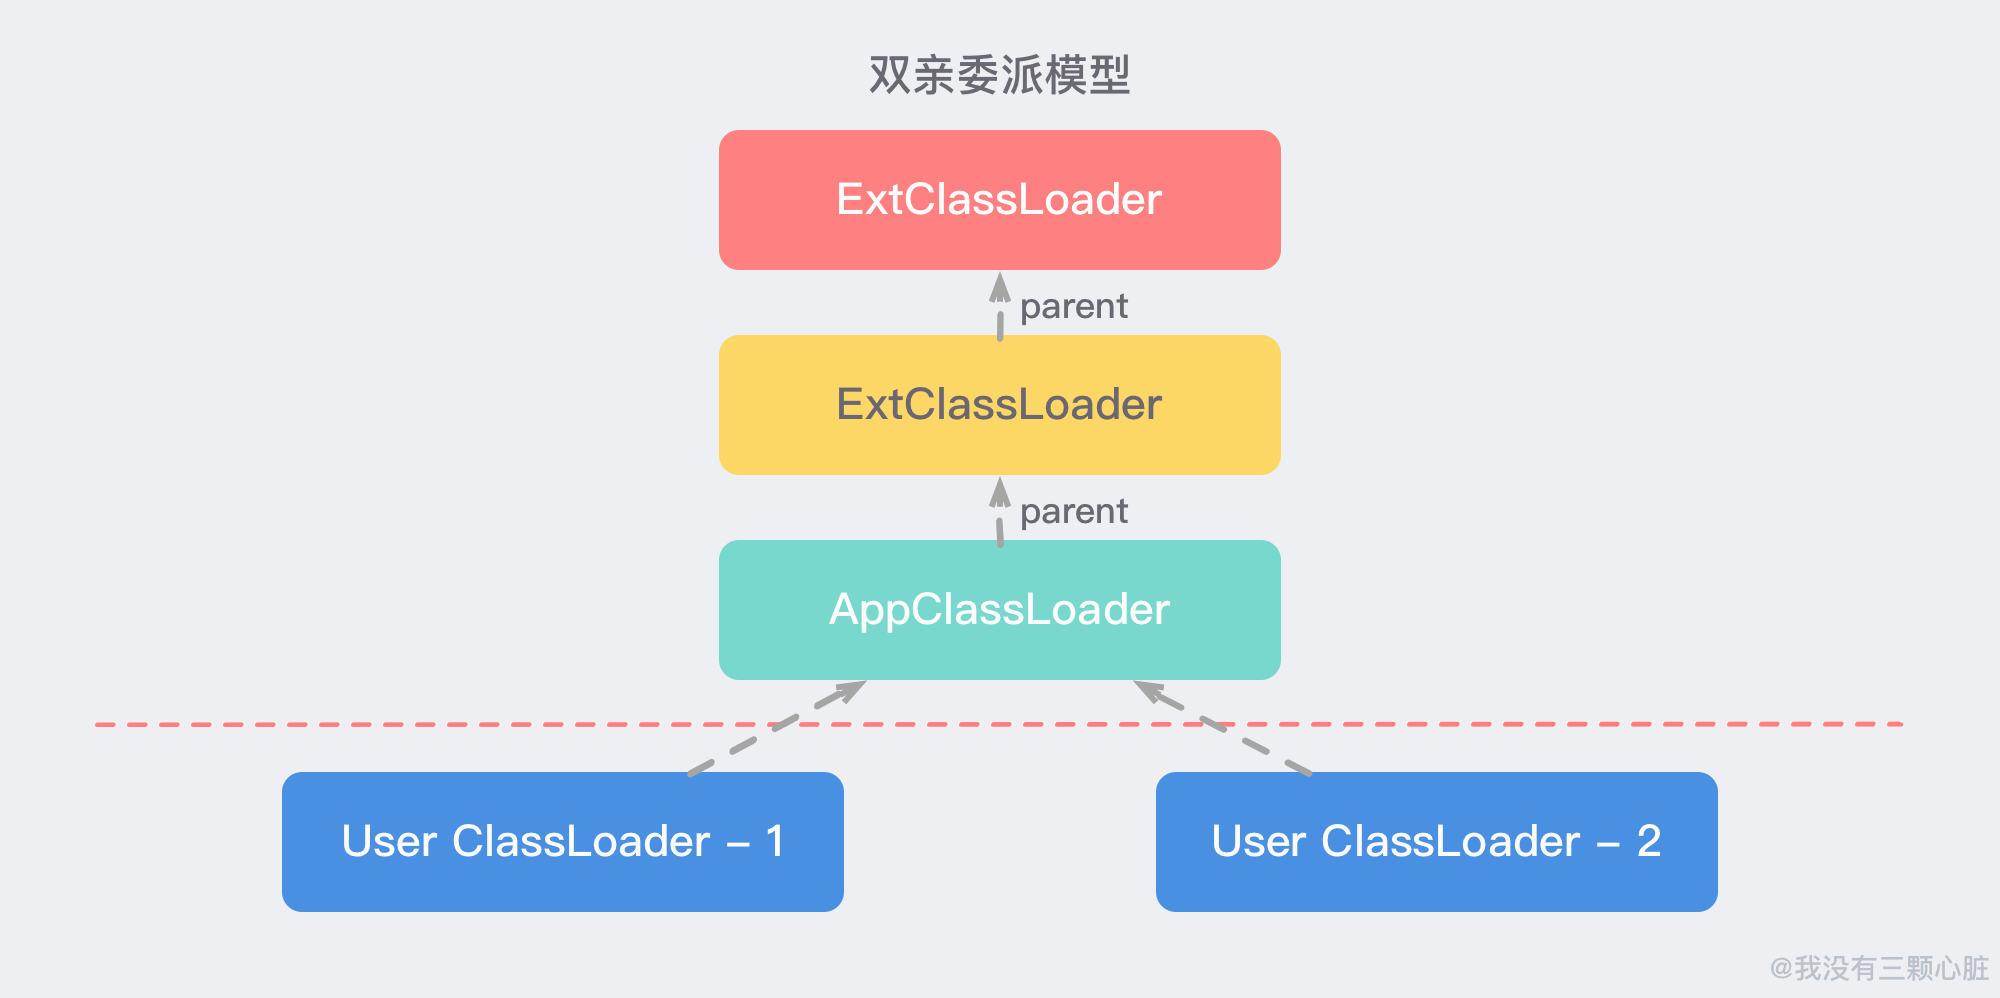 双亲委派模型
ExtClassLoader
parent
ExtClassLoader
parent
AppClassLoader
User ClassLoader – 1
User ClassLoader – 2
@我没有三颗心脏